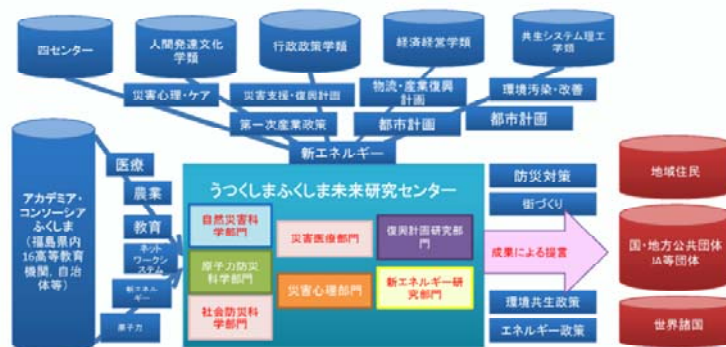 四センター
人間発達文化
学類
行政政策学類
経済経営学類
共生システム理工
学類
災害心理・ケア
災害支援・復興計画
物流・産業復興
計画
環境汚染・改善
第一次産業政策
都市計画
都市計画
新エネルギー
アカデミア・
コンソーシア
ふくしま
(福島県内
16高等教育
機関、自治
体等)
医療
農業
教育
ネット
ワークシス
テム
新エネル
ギー
原子力
うつくしまふくしま未来研究センター
自然災害科
学部門
原子力防災
科学部門
社会防災科
学部門
災害医療部門
災害心理部門
復興計画研究部
門
新エネルギー研
究部門
防災対策
街づくり
成果による提言
環境共生政策
エネルギー政策
地域住民
国・地方公共団体
JA等団体
世界諸国